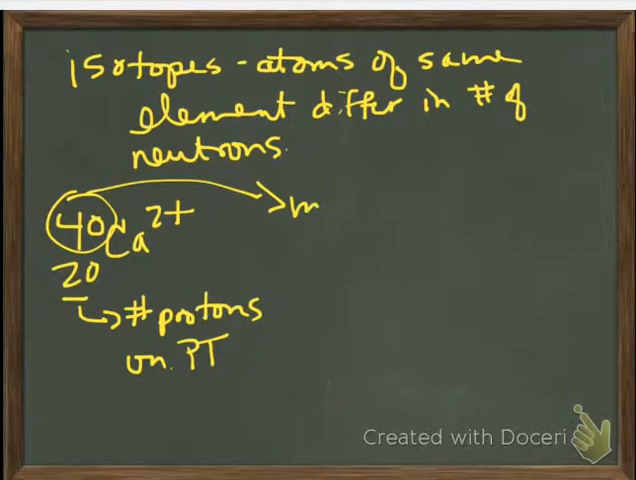 isotopes - atoms of same
element differ in # of
neutrons.
40 Ca 2+ → m
20
↳ # protons
on PT
Created with Doceri